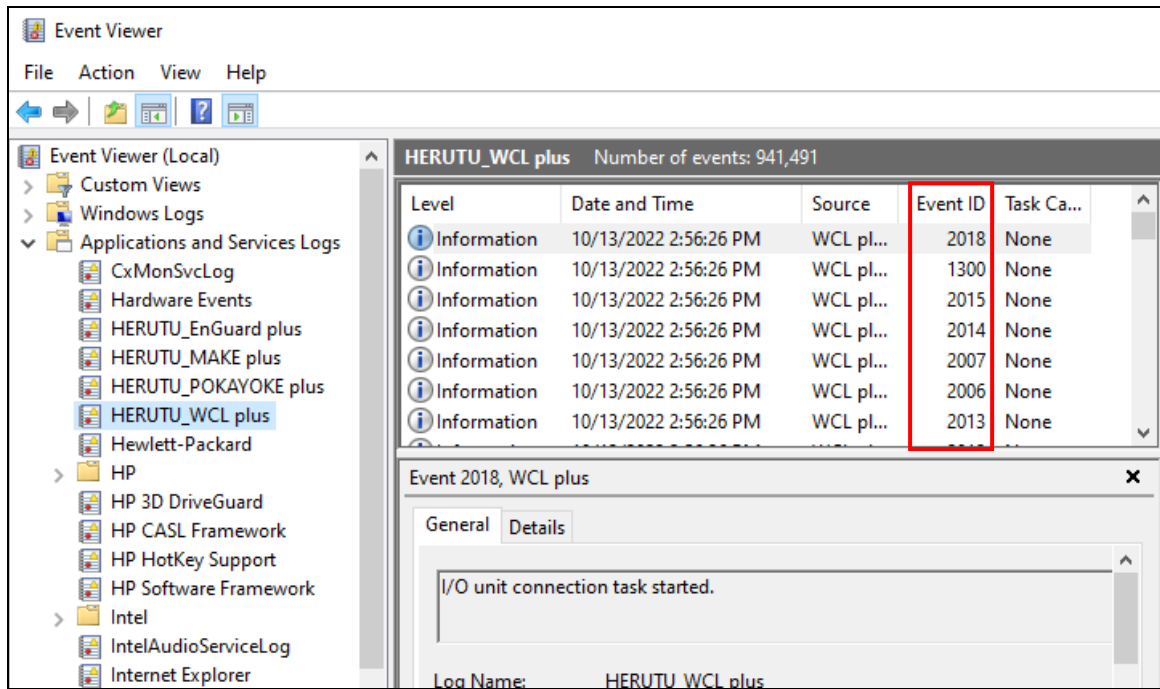 Event Viewer
File Action View Help
Event Viewer (Local)
Custom Views
Windows Logs
Applications and Services Logs
CxMonSvcLog
Hardware Events
HERUTU_EnGuard plus
HERUTU_MAKE plus
HERUTU_POKAYOKE plus
HERUTU_WCL plus
Hewlett-Packard
HP
HP 3D DriveGuard
HP CASL Framework
HP HotKey Support
HP Software Framework
Intel
IntelAudioServiceLog
Internet Explorer
HERUTU_WCL plus Number of events: 941,491
Level Date and Time Source Event ID Task Ca...
Information 10/13/2022 2:56:26 PM WCL pl... 2018 None
Information 10/13/2022 2:56:26 PM WCL pl... 1300 None
Information 10/13/2022 2:56:26 PM WCL pl... 2015 None
Information 10/13/2022 2:56:26 PM WCL pl... 2014 None
Information 10/13/2022 2:56:26 PM WCL pl... 2007 None
Information 10/13/2022 2:56:26 PM WCL pl... 2006 None
Information 10/13/2022 2:56:26 PM WCL pl... 2013 None
Event 2018, WCL plus
General Details
I/O unit connection task started.
Log Name: HERUTU_WCL plus